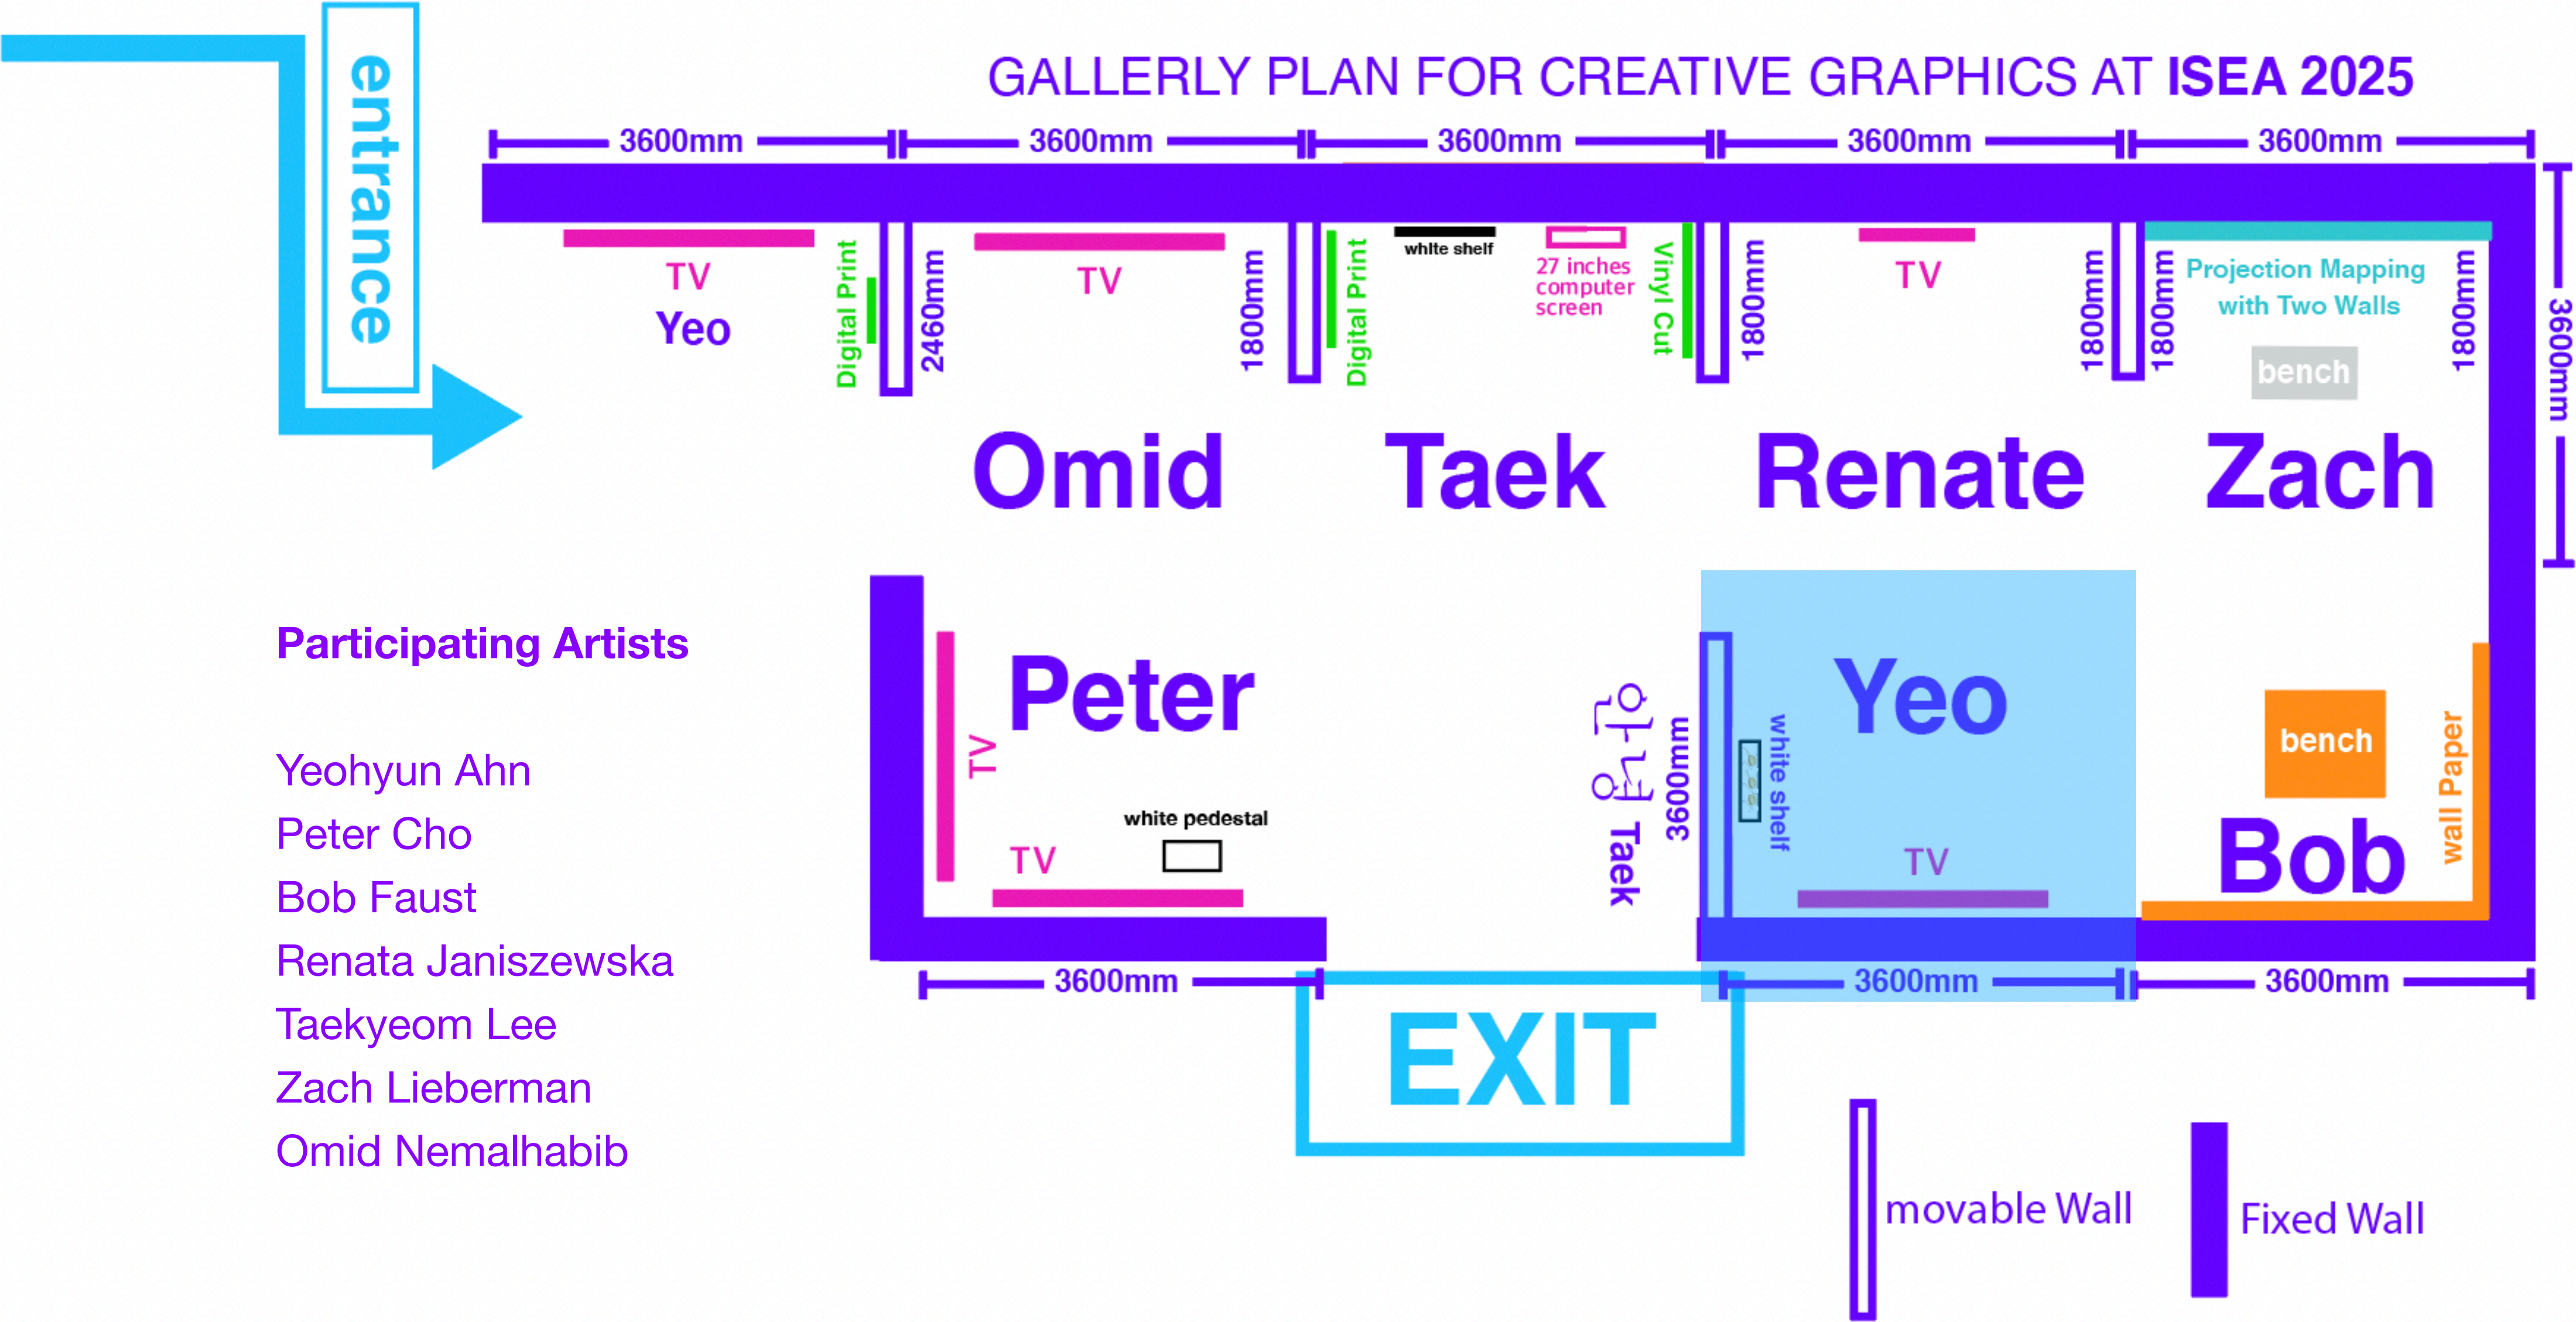 entrance
GALLERLY PLAN FOR CREATIVE GRAPHICS AT ISEA 2025
3600mm
3600mm
3600mm
3600mm
3600mm
3600mm
TV
Yeo
Digital Print
2460mm
TV
1800mm
Digital Print
white shelf
27 inches
computer
screen
Vinyl Cut
1800mm
TV
1800mm
1800mm
Projection Mapping
with Two Walls
1800mm
bench
Omid
Taek
Renate
Zach
Participating Artists
Yeohyun Ahn
Peter Cho
Bob Faust
Renata Janiszewska
Taekyeom Lee
Zach Lieberman
Omid Nemalhabib
Peter
TV
white pedestal
TV
안녕 Taek
3600mm
white shelf
Yeo
TV
bench
Bob
wall Paper
3600mm
3600mm
3600mm
EXIT
movable Wall
Fixed Wall